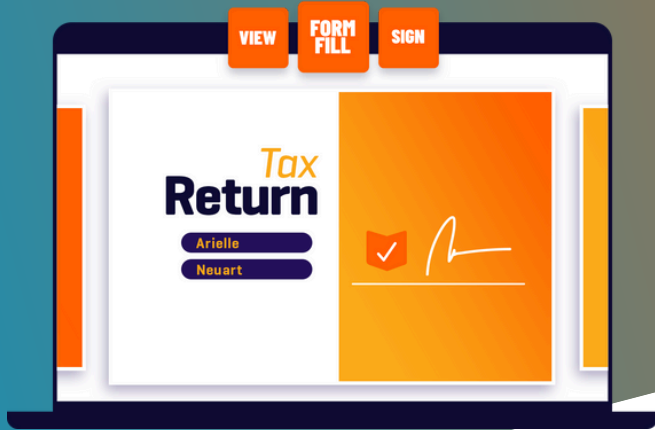 VIEW
FORM
FILL
SIGN
Tax
Return
Arielle
Neuart